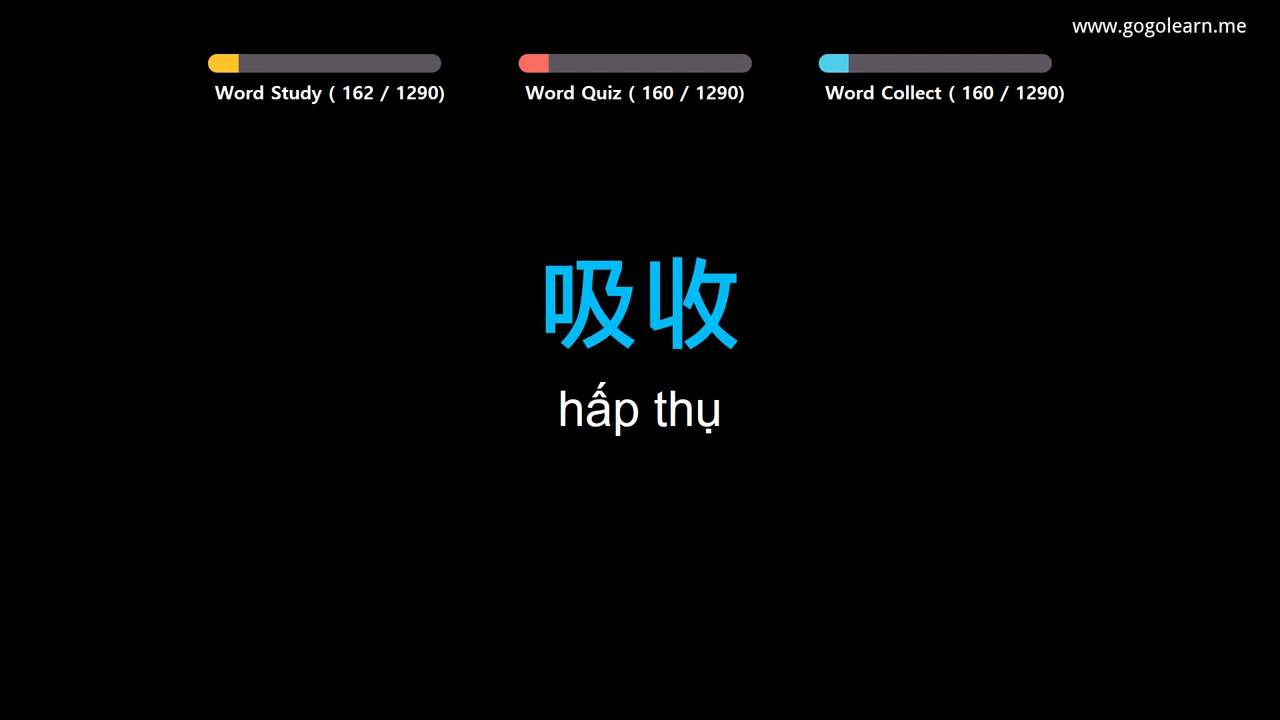 www.gogolearn.me
Word Study ( 162 / 1290)
Word Quiz ( 160 / 1290)
Word Collect ( 160 / 1290)
吸收
hấp thụ